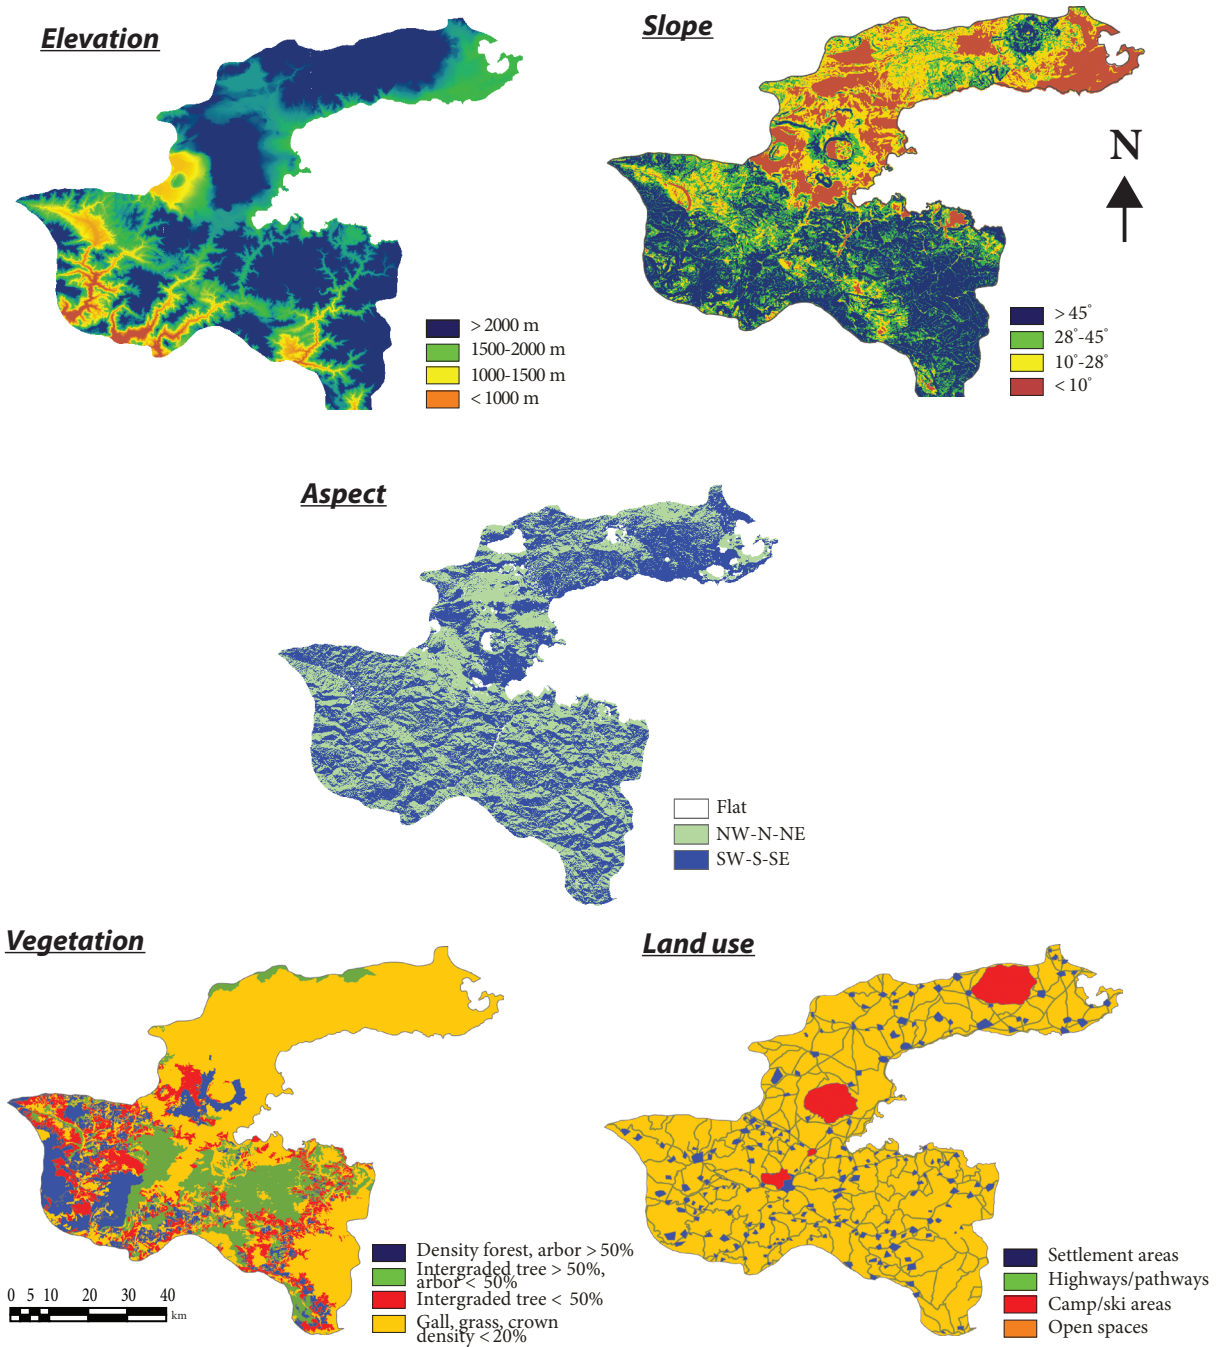 Elevation
> 2000 m
1500-2000 m
1000-1500 m
< 1000 m
Slope
N
> 45°
28°-45°
10°-28°
< 10°
Aspect
Flat
NW-N-NE
SW-S-SE
Vegetation
Density forest, arbor > 50%
Intergraded tree > 50%,
arbor < 50%
Intergraded tree < 50%
Gall, grass, crown
density < 20%
0 5 10 20 30 40
km
Land use
Settlement areas
Highways/pathways
Camp/ski areas
Open spaces